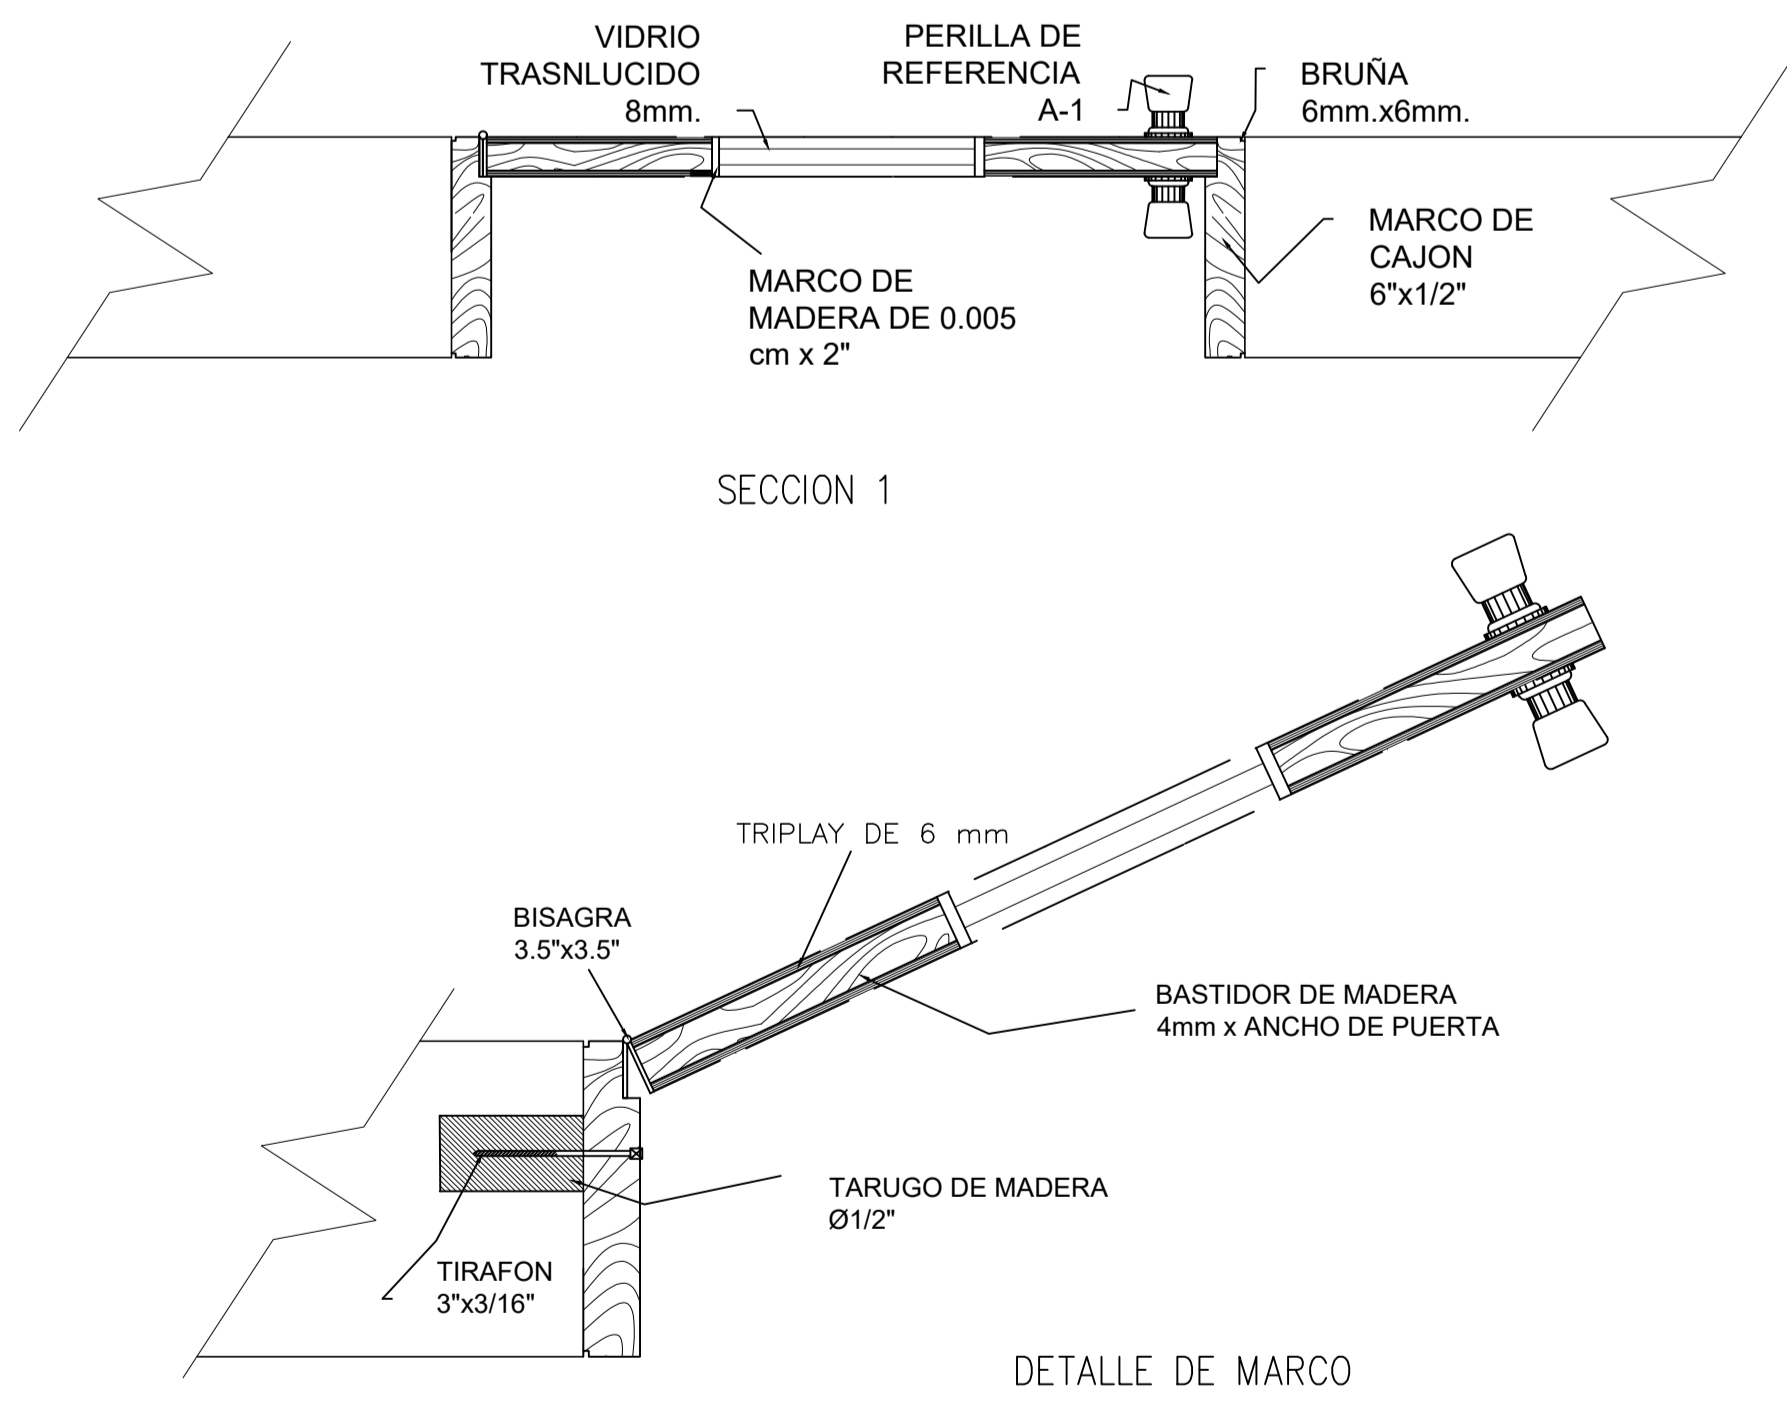 VIDRIO
TRASNLUCIDO
8mm.
PERILLA DE
REFERENCIA
A-1
BRUÑA
6mm.x6mm.
MARCO DE
CAJON
6"x1/2"
MARCO DE
MADERA DE 0.005
cm x 2"
SECCION 1
TRIPLAY DE 6 mm
BISAGRA
3.5"x3.5"
BASTIDOR DE MADERA
4mm x ANCHO DE PUERTA
TARUGO DE MADERA
Ø1/2"
TIRAFON
3"x3/16"
DETALLE DE MARCO